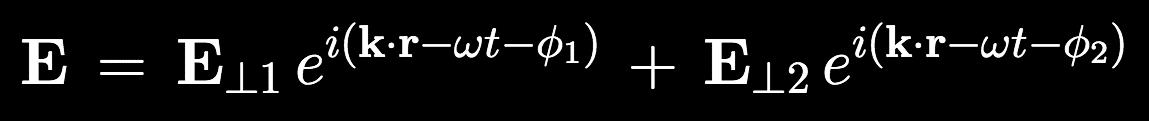 𝐄 = 𝐄⊥1 e^{i(𝐤·𝐫−ωt−ϕ1)} + 𝐄⊥2 e^{i(𝐤·𝐫−ωt−ϕ2)}